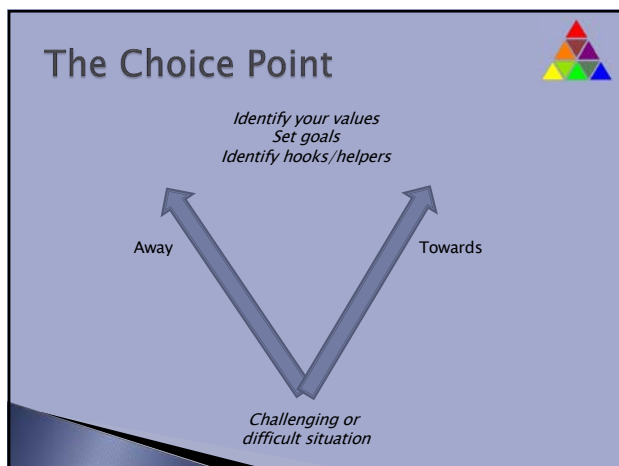 The Choice Point
Identify your values
Set goals
Identify hooks/helpers
Away
Towards
Challenging or
difficult situation